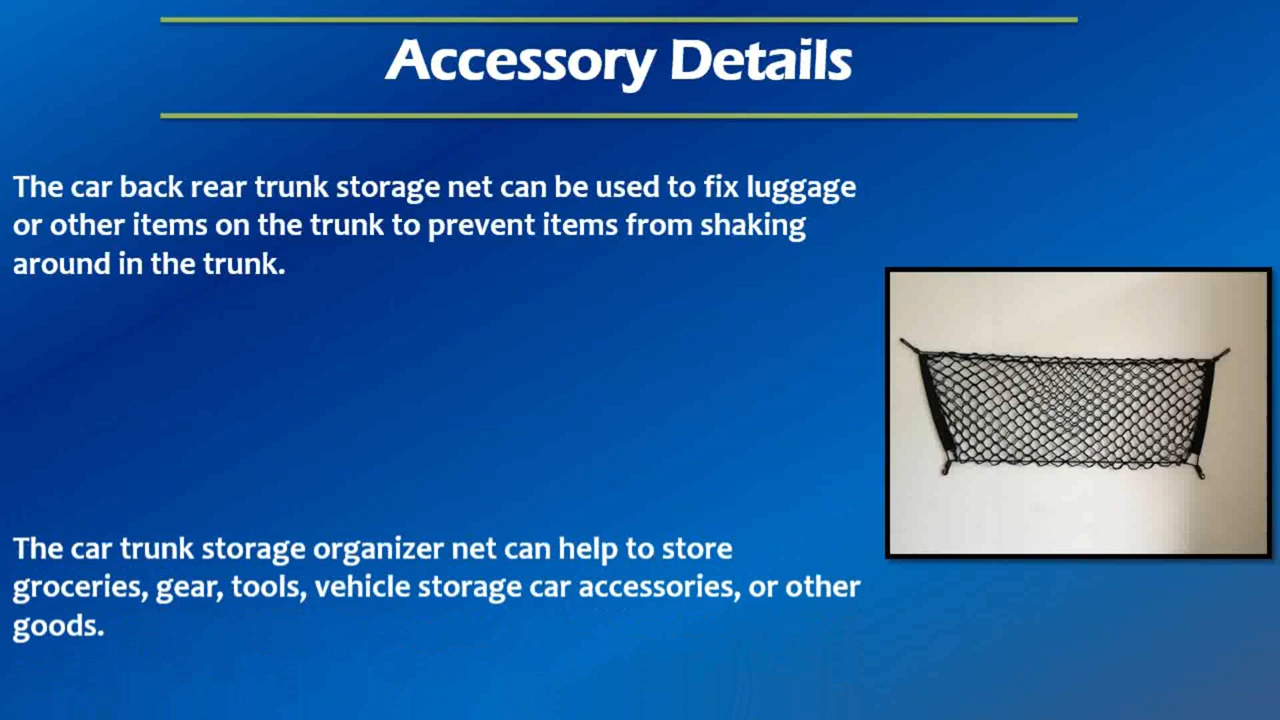 Accessory Details
The car back rear trunk storage net can be used to fix luggage
or other items on the trunk to prevent items from shaking
around in the trunk.
The car trunk storage organizer net can help to store
groceries, gear, tools, vehicle storage car accessories, or other
goods.